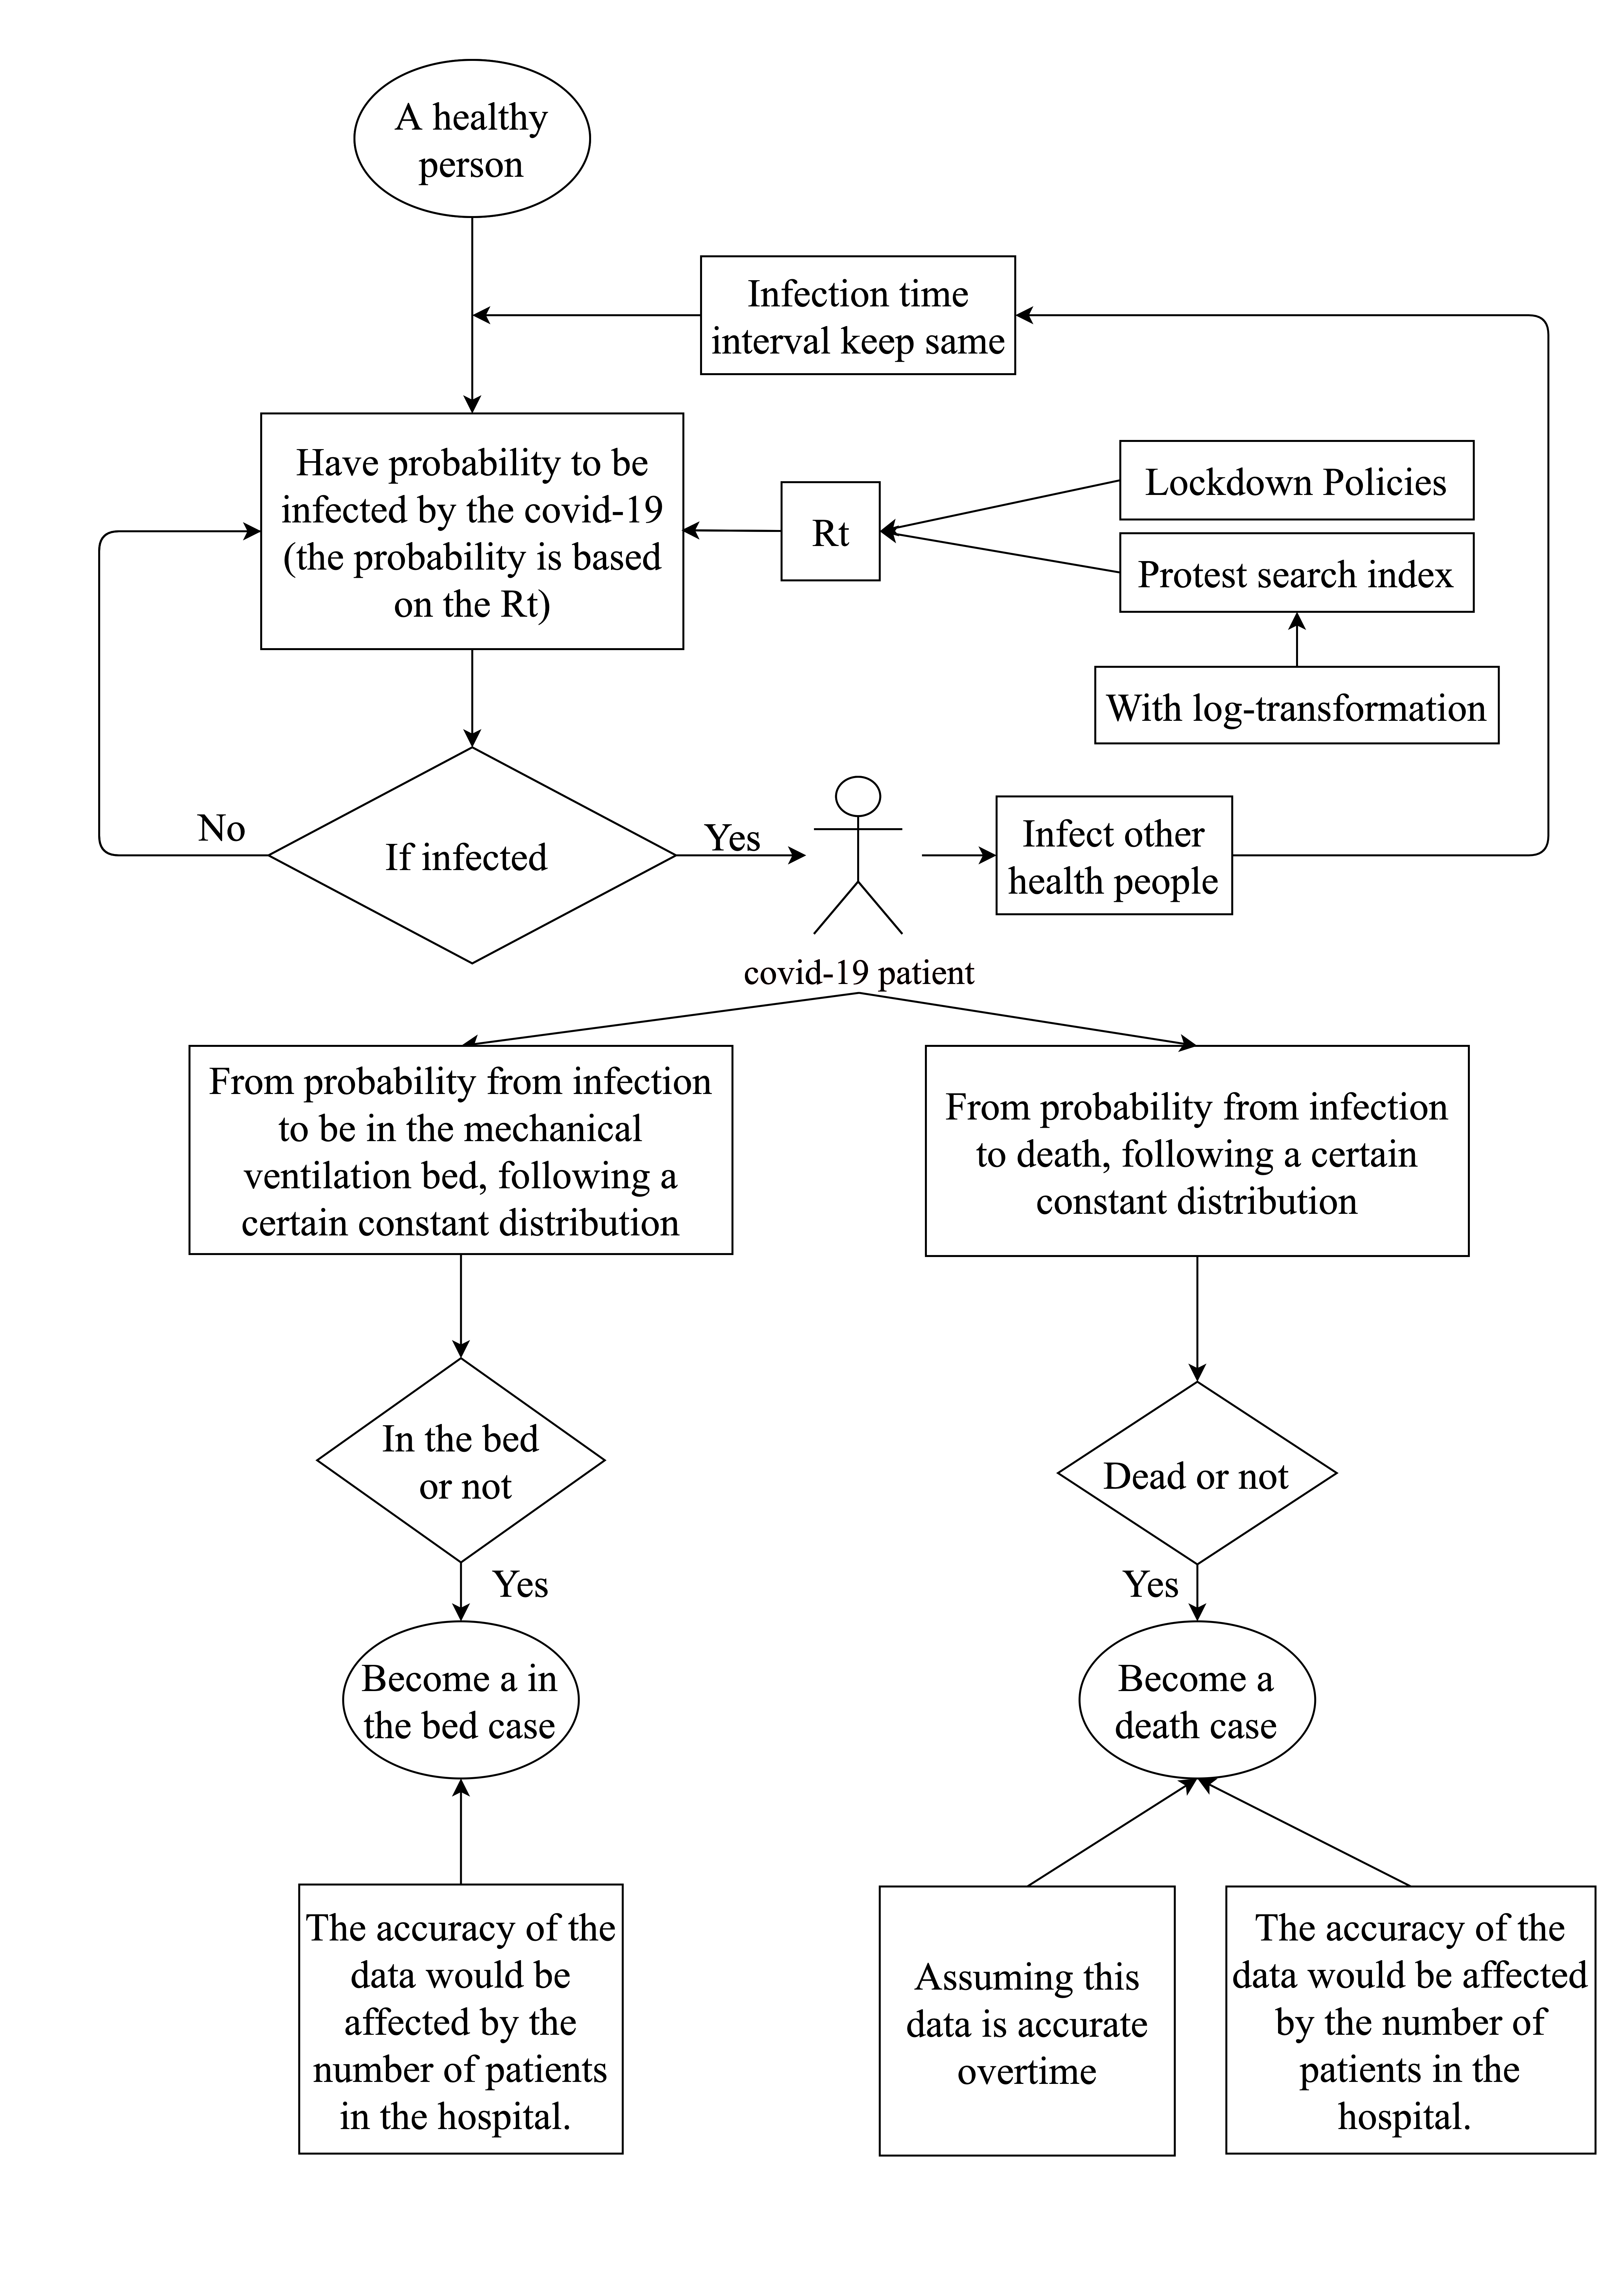 A healthy
person
Infection time
interval keep same
Have probability to be
infected by the covid-19
(the probability is based
on the Rt)
Rt
Lockdown Policies
Protest search index
With log-transformation
No
If infected
Yes
Infect other
health people
covid-19 patient
From probability from infection
to be in the mechanical
ventilation bed, following a
certain constant distribution
From probability from infection
to death, following a certain
constant distribution
In the bed
or not
Dead or not
Yes
Yes
Become a in
the bed case
Become a
death case
The accuracy of the
data would be
affected by the
number of patients
in the hospital.
Assuming this
data is accurate
overtime
The accuracy of the
data would be affected
by the number of
patients in the
hospital.